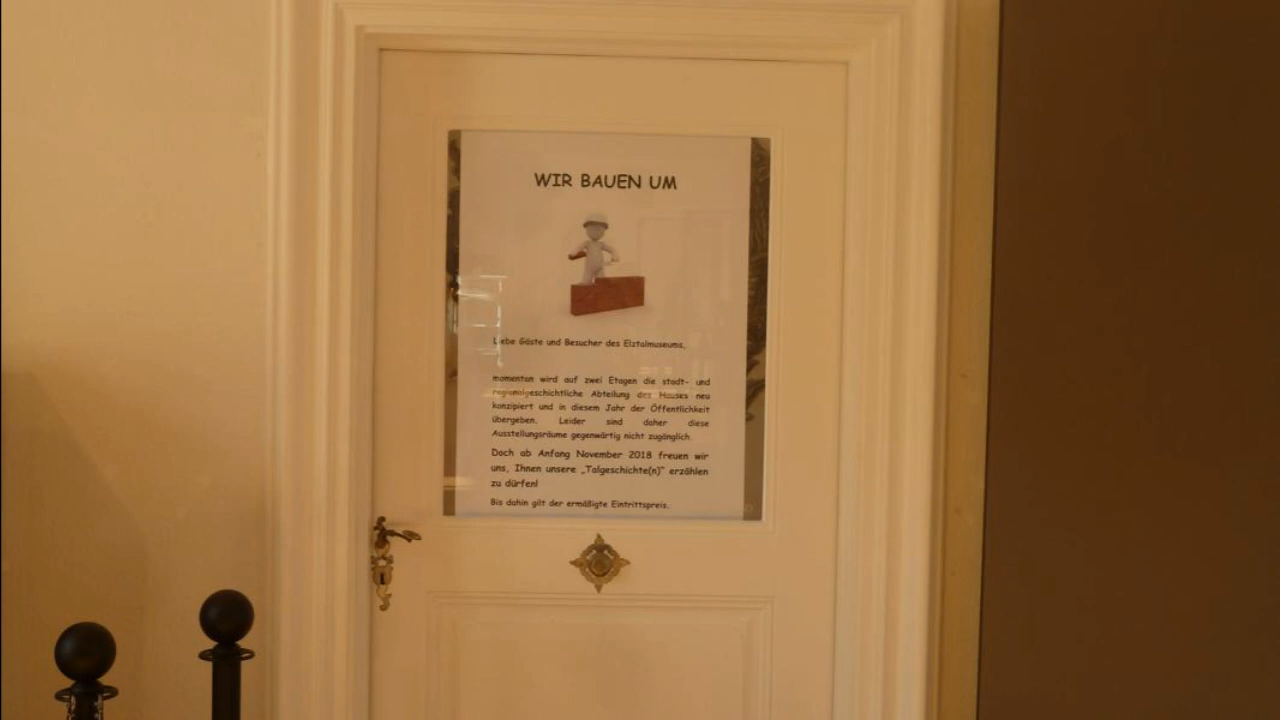 WIR BAUEN UM
Liebe Gäste und Besucher des Elztalmuseums,
momentan wird auf zwei Etagen die stadt- und
regionalgeschichtliche Abteilung des Hauses neu
konzipiert und in diesem Jahr der Öffentlichkeit
übergeben. Leider sind daher diese
Ausstellungsräume gegenwärtig nicht zugänglich.
Doch ab Anfang November 2018 freuen wir
uns, Ihnen unsere „Talgeschichte(n)" erzählen
zu dürfen!
Bis dahin gilt der ermäßigte Eintrittspreis.